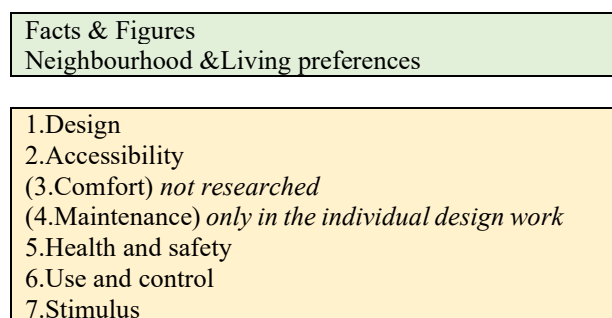 Facts & Figures
Neighbourhood &Living preferences
1.Design
2.Accessibility
(3.Comfort) not researched
(4.Maintenance) only in the individual design work
5.Health and safety
6.Use and control
7.Stimulus